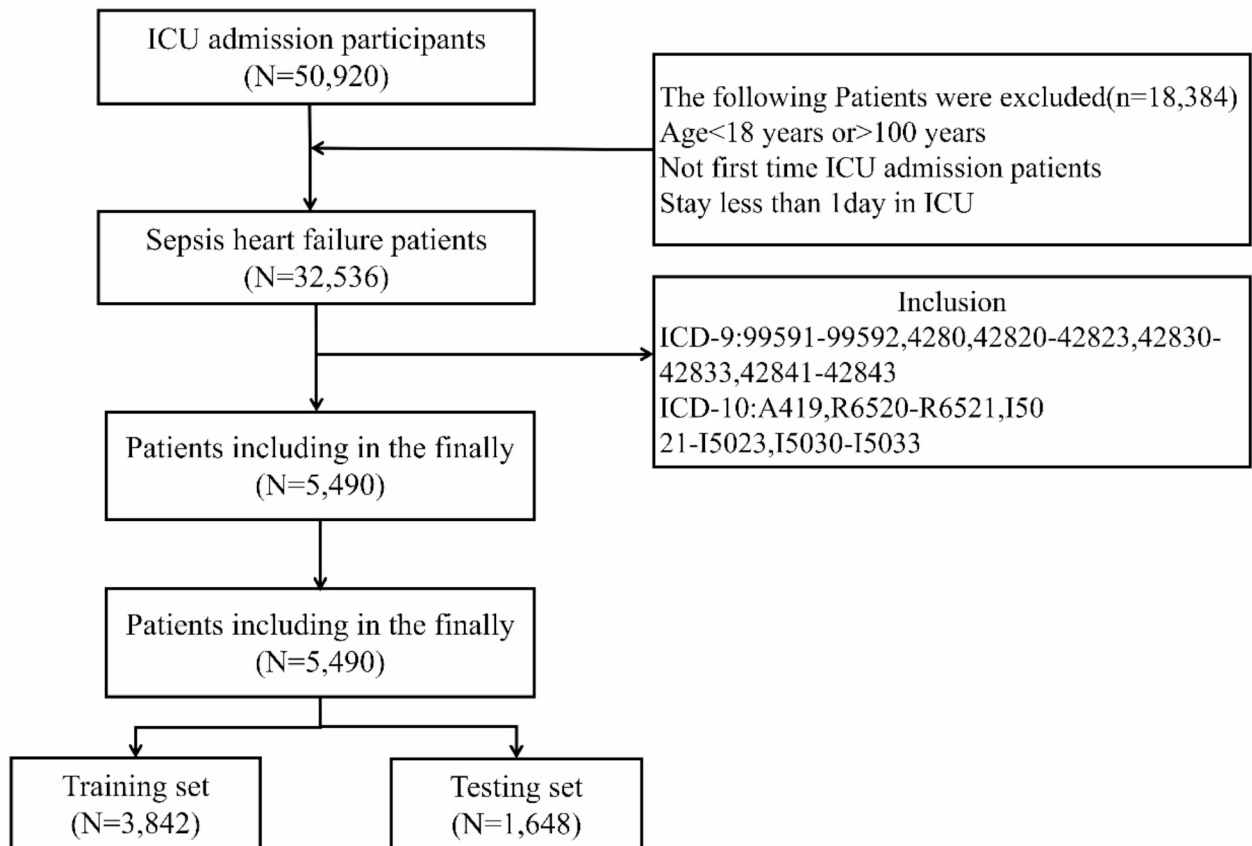 ICU admission participants
(N=50,920)
The following Patients were excluded(n=18,384)
Age<18 years or>100 years
Not first time ICU admission patients
Stay less than 1day in ICU
Sepsis heart failure patients
(N=32,536)
Inclusion
ICD-9:99591-99592,4280,42820-42823,42830-
42833,42841-42843
ICD-10:A419,R6520-R6521,I50
21-I5023,I5030-I5033
Patients including in the finally
(N=5,490)
Patients including in the finally
(N=5,490)
Training set
(N=3,842)
Testing set
(N=1,648)